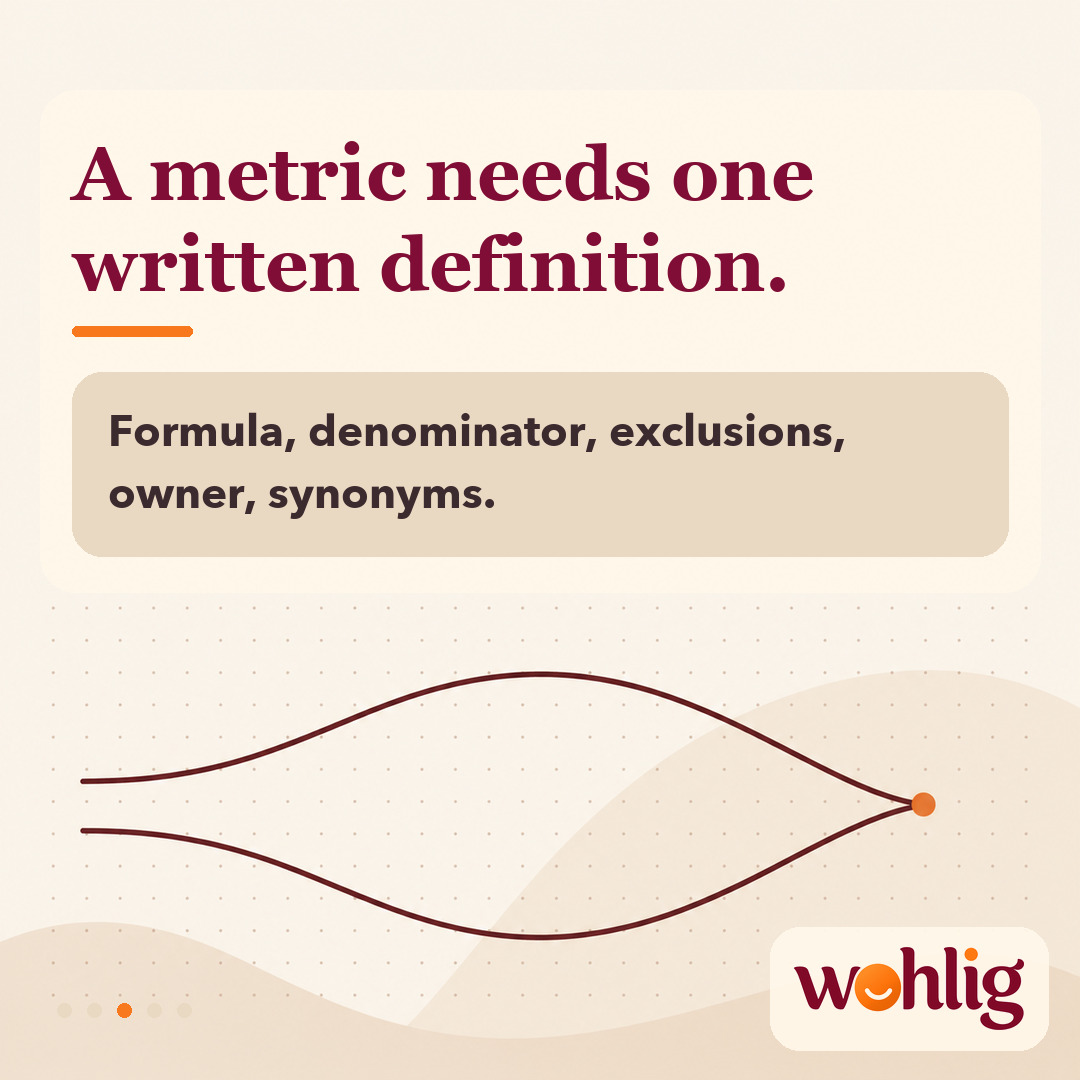 A metric needs one
written definition.
Formula, denominator, exclusions,
owner, synonyms.
wohlig